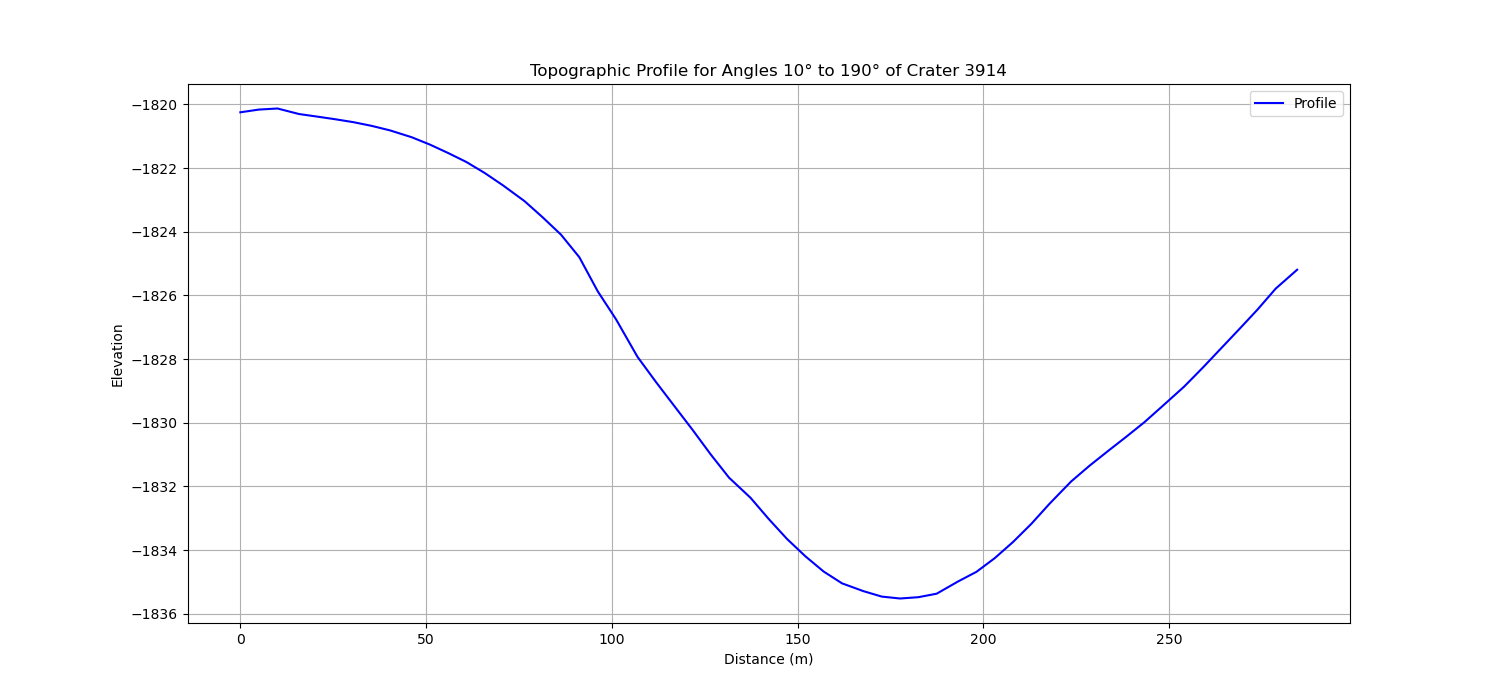 Topographic Profile for Angles 10° to 190° of Crater 3914
Profile
−1820
−1822
−1824
−1826
−1828
−1830
−1832
−1834
−1836
Elevation
0 50 100 150 200 250
Distance (m)